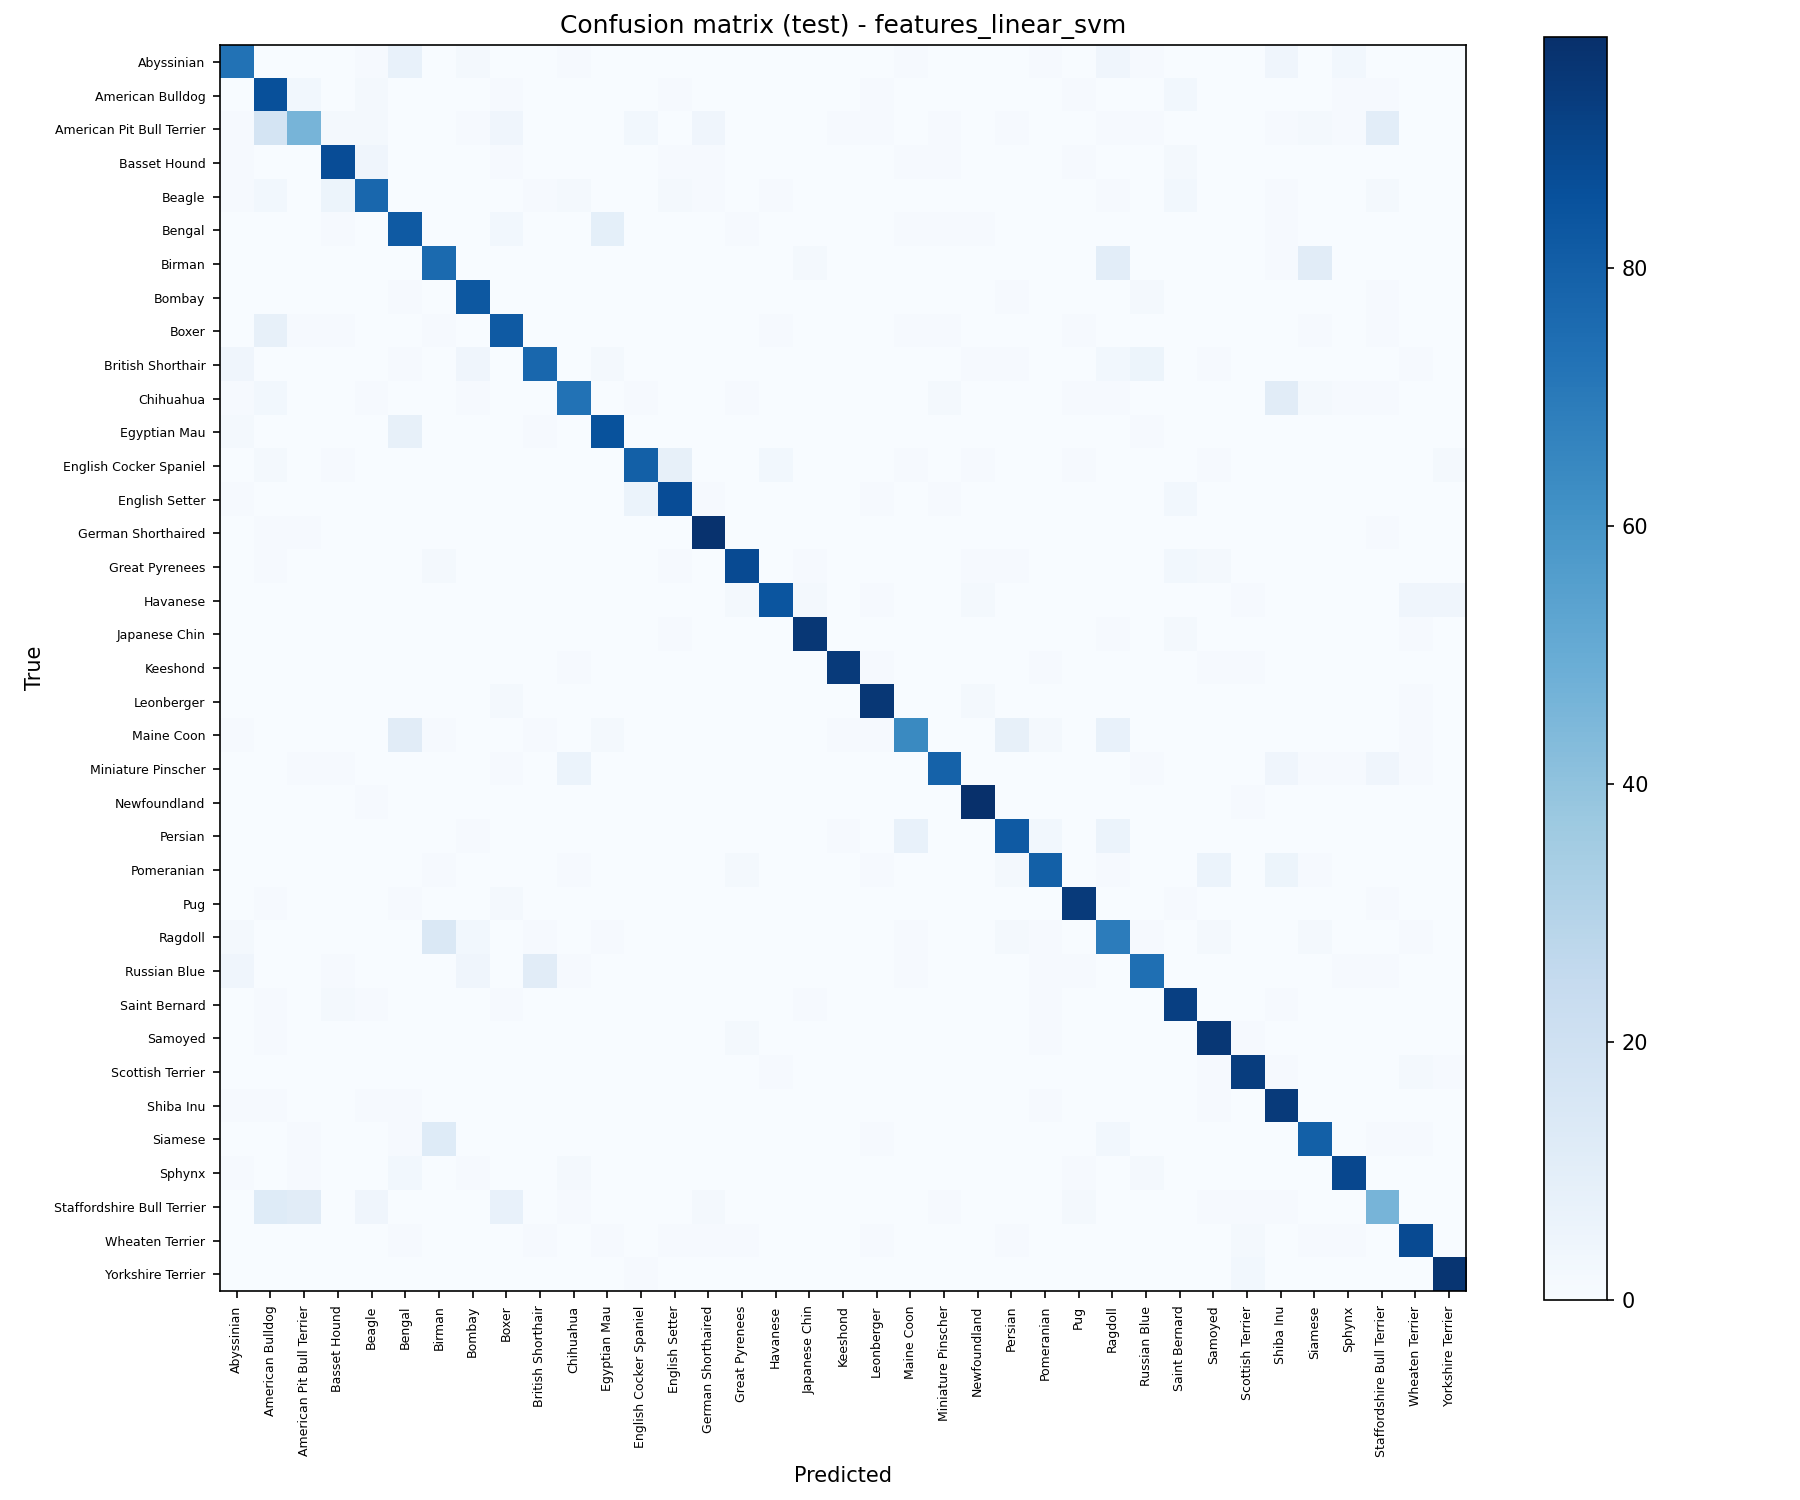 Confusion matrix (test) - features_linear_svm
Abyssinian
American Bulldog
American Pit Bull Terrier
Basset Hound
Beagle
Bengal
Birman
Bombay
Boxer
British Shorthair
Chihuahua
Egyptian Mau
English Cocker Spaniel
English Setter
German Shorthaired
Great Pyrenees
Havanese
Japanese Chin
Keeshond
Leonberger
Maine Coon
Miniature Pinscher
Newfoundland
Persian
Pomeranian
Pug
Ragdoll
Russian Blue
Saint Bernard
Samoyed
Scottish Terrier
Shiba Inu
Siamese
Sphynx
Staffordshire Bull Terrier
Wheaten Terrier
Yorkshire Terrier
True
Abyssinian
American Bulldog
American Pit Bull Terrier
Basset Hound
Beagle
Bengal
Birman
Bombay
Boxer
British Shorthair
Chihuahua
Egyptian Mau
English Cocker Spaniel
English Setter
German Shorthaired
Great Pyrenees
Havanese
Japanese Chin
Keeshond
Leonberger
Maine Coon
Miniature Pinscher
Newfoundland
Persian
Pomeranian
Pug
Ragdoll
Russian Blue
Saint Bernard
Samoyed
Scottish Terrier
Shiba Inu
Siamese
Sphynx
Staffordshire Bull Terrier
Wheaten Terrier
Yorkshire Terrier
Predicted
80
60
40
20
0